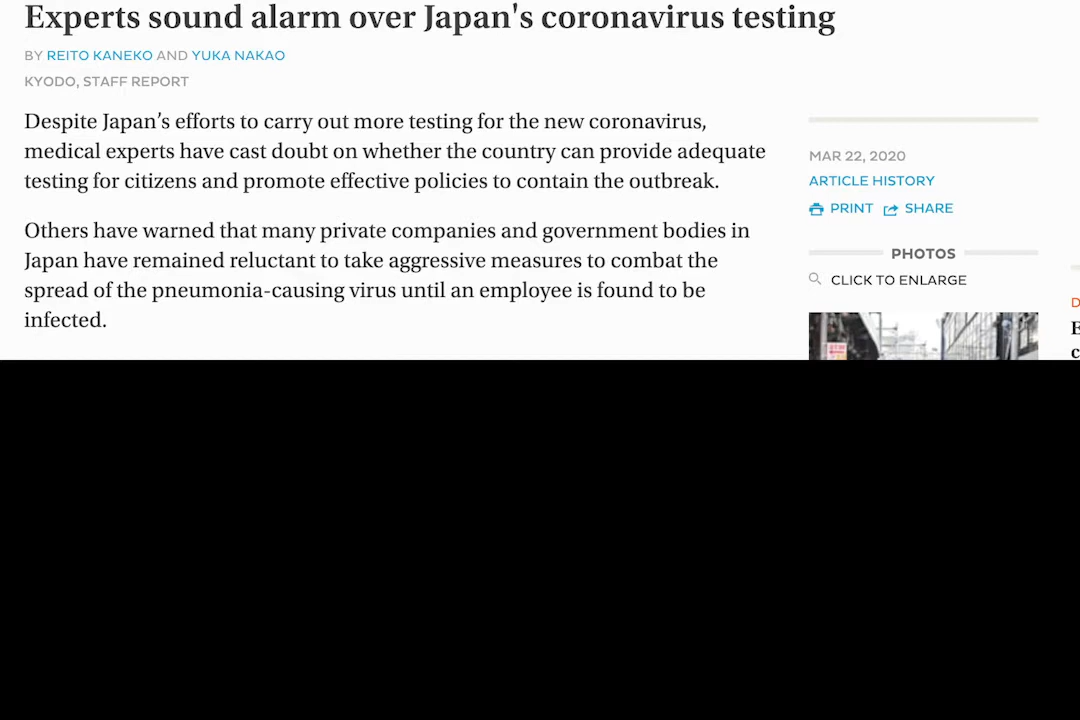 Experts sound alarm over Japan's coronavirus testing
BY REITO KANEKO AND YUKA NAKAO
KYODO, STAFF REPORT
Despite Japan’s efforts to carry out more testing for the new coronavirus,
medical experts have cast doubt on whether the country can provide adequate
testing for citizens and promote effective policies to contain the outbreak.
Others have warned that many private companies and government bodies in
Japan have remained reluctant to take aggressive measures to combat the
spread of the pneumonia-causing virus until an employee is found to be
infected.
MAR 22, 2020
ARTICLE HISTORY
PRINT SHARE
PHOTOS
CLICK TO ENLARGE